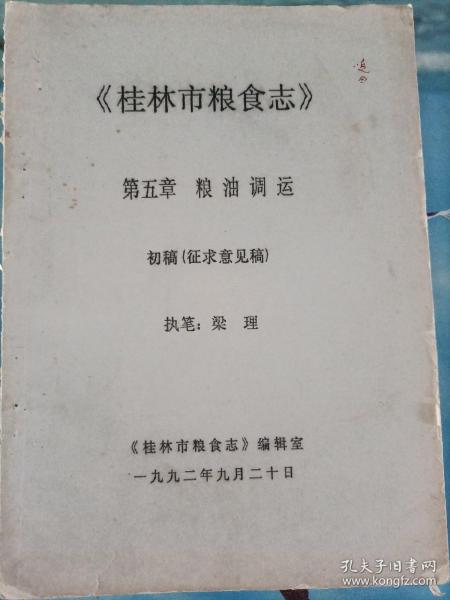 《桂林市粮食志》
第五章 粮油调运
初稿(征求意见稿)
执笔：梁 理
《桂林市粮食志》编辑室
一九九二年九月二十日
孔夫子旧书网
www.kongfz.com